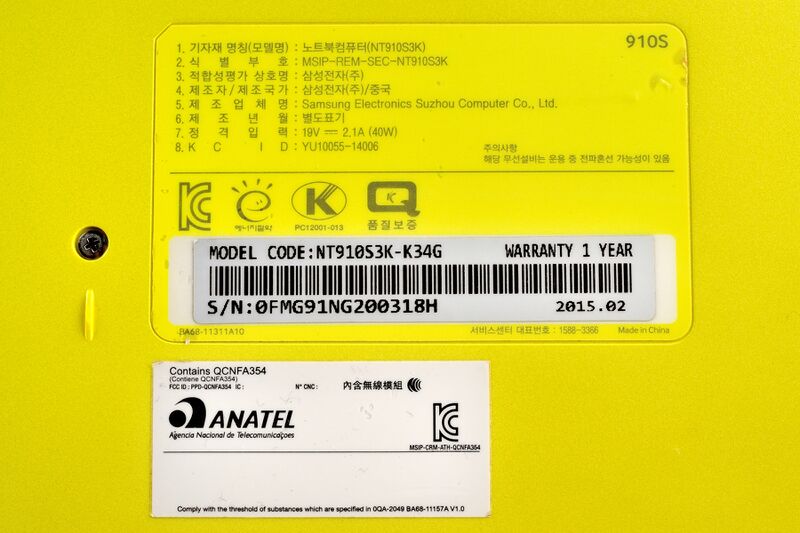 910S
1. 기자재 명칭(모델명) : 노트북컴퓨터(NT910S3K)
2. 식 별 부 호 : MSIP-REM-SEC-NT910S3K
3. 적합성평가 상호명 : 삼성전자(주)
4. 제조자/제조국가 : 삼성전자(주)/중국
5. 제 조 업 체 명 : Samsung Electronics Suzhou Computer Co., Ltd.
6. 제 조 년 월 : 별도표기
7. 정 격 입 력 : 19V ⎓ 2.1A (40W)
8. K C I D : YU10055-14006
주의사항
해당 무선설비는 운용 중 전파혼선 가능성이 있음
KC
에너지절약
K
PC12001-013
Q
품질보증
MODEL CODE:NT910S3K-K34G WARRANTY 1 YEAR
S/N:0FMG91NG200318H 2015.02
BA68-11311A10 서비스센터 대표번호 : 1588-3366 Made in China
Contains QCNFA354
(Contiene QCNFA354)
FCC ID : PPD-QCNFA354 IC : N° CNC : 內含無線模組
ANATEL
Agencia Nacional de Telecomunicações
KC
MSIP-CRM-ATH-QCNFA354
Comply with the threshold of substances which are specified in 0QA-2049 BA68-11157A V1.0